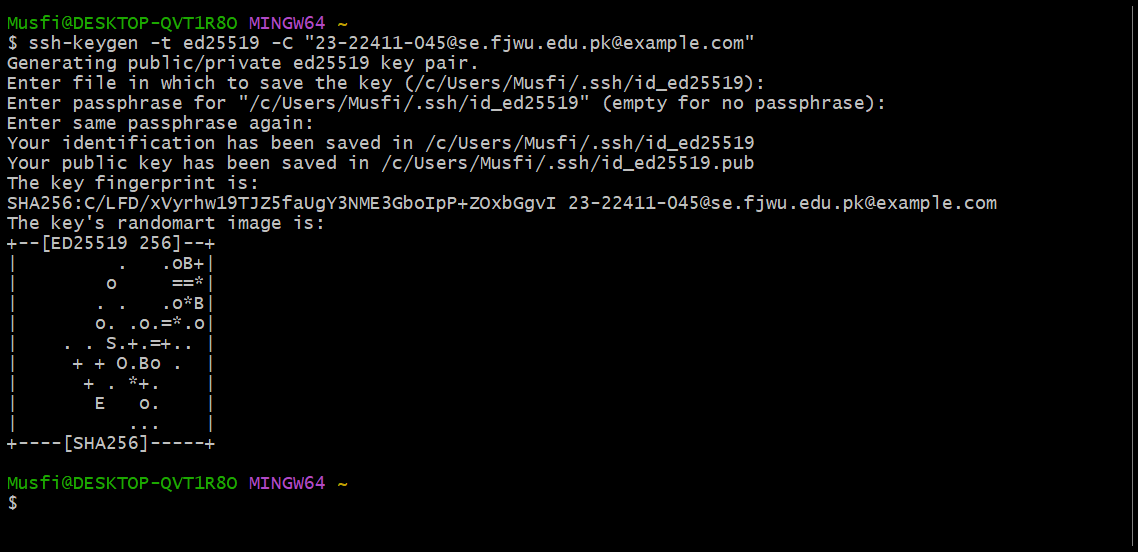 Musfi@DESKTOP-QVT1R8O MINGW64 ~
$ ssh-keygen -t ed25519 -C "23-22411-045@se.fjwu.edu.pk@example.com"
Generating public/private ed25519 key pair.
Enter file in which to save the key (/c/Users/Musfi/.ssh/id_ed25519):
Enter passphrase for "/c/Users/Musfi/.ssh/id_ed25519" (empty for no passphrase):
Enter same passphrase again:
Your identification has been saved in /c/Users/Musfi/.ssh/id_ed25519
Your public key has been saved in /c/Users/Musfi/.ssh/id_ed25519.pub
The key fingerprint is:
SHA256:C/LFD/xVyrhw19TJZ5faUgY3NME3GboIpP+ZOxbGgvI 23-22411-045@se.fjwu.edu.pk@example.com
The key's randomart image is:
+--[ED25519 256]--+
|         .   .oB+|
|        o     ==*|
|       . .   .o*B|
|       o. .o.=*.o|
|    . . S.+.=+.. |
|     + + O.Bo .  |
|      + . *+.    |
|       E   o.    |
|          ...    |
+----[SHA256]-----+
Musfi@DESKTOP-QVT1R8O MINGW64 ~
$